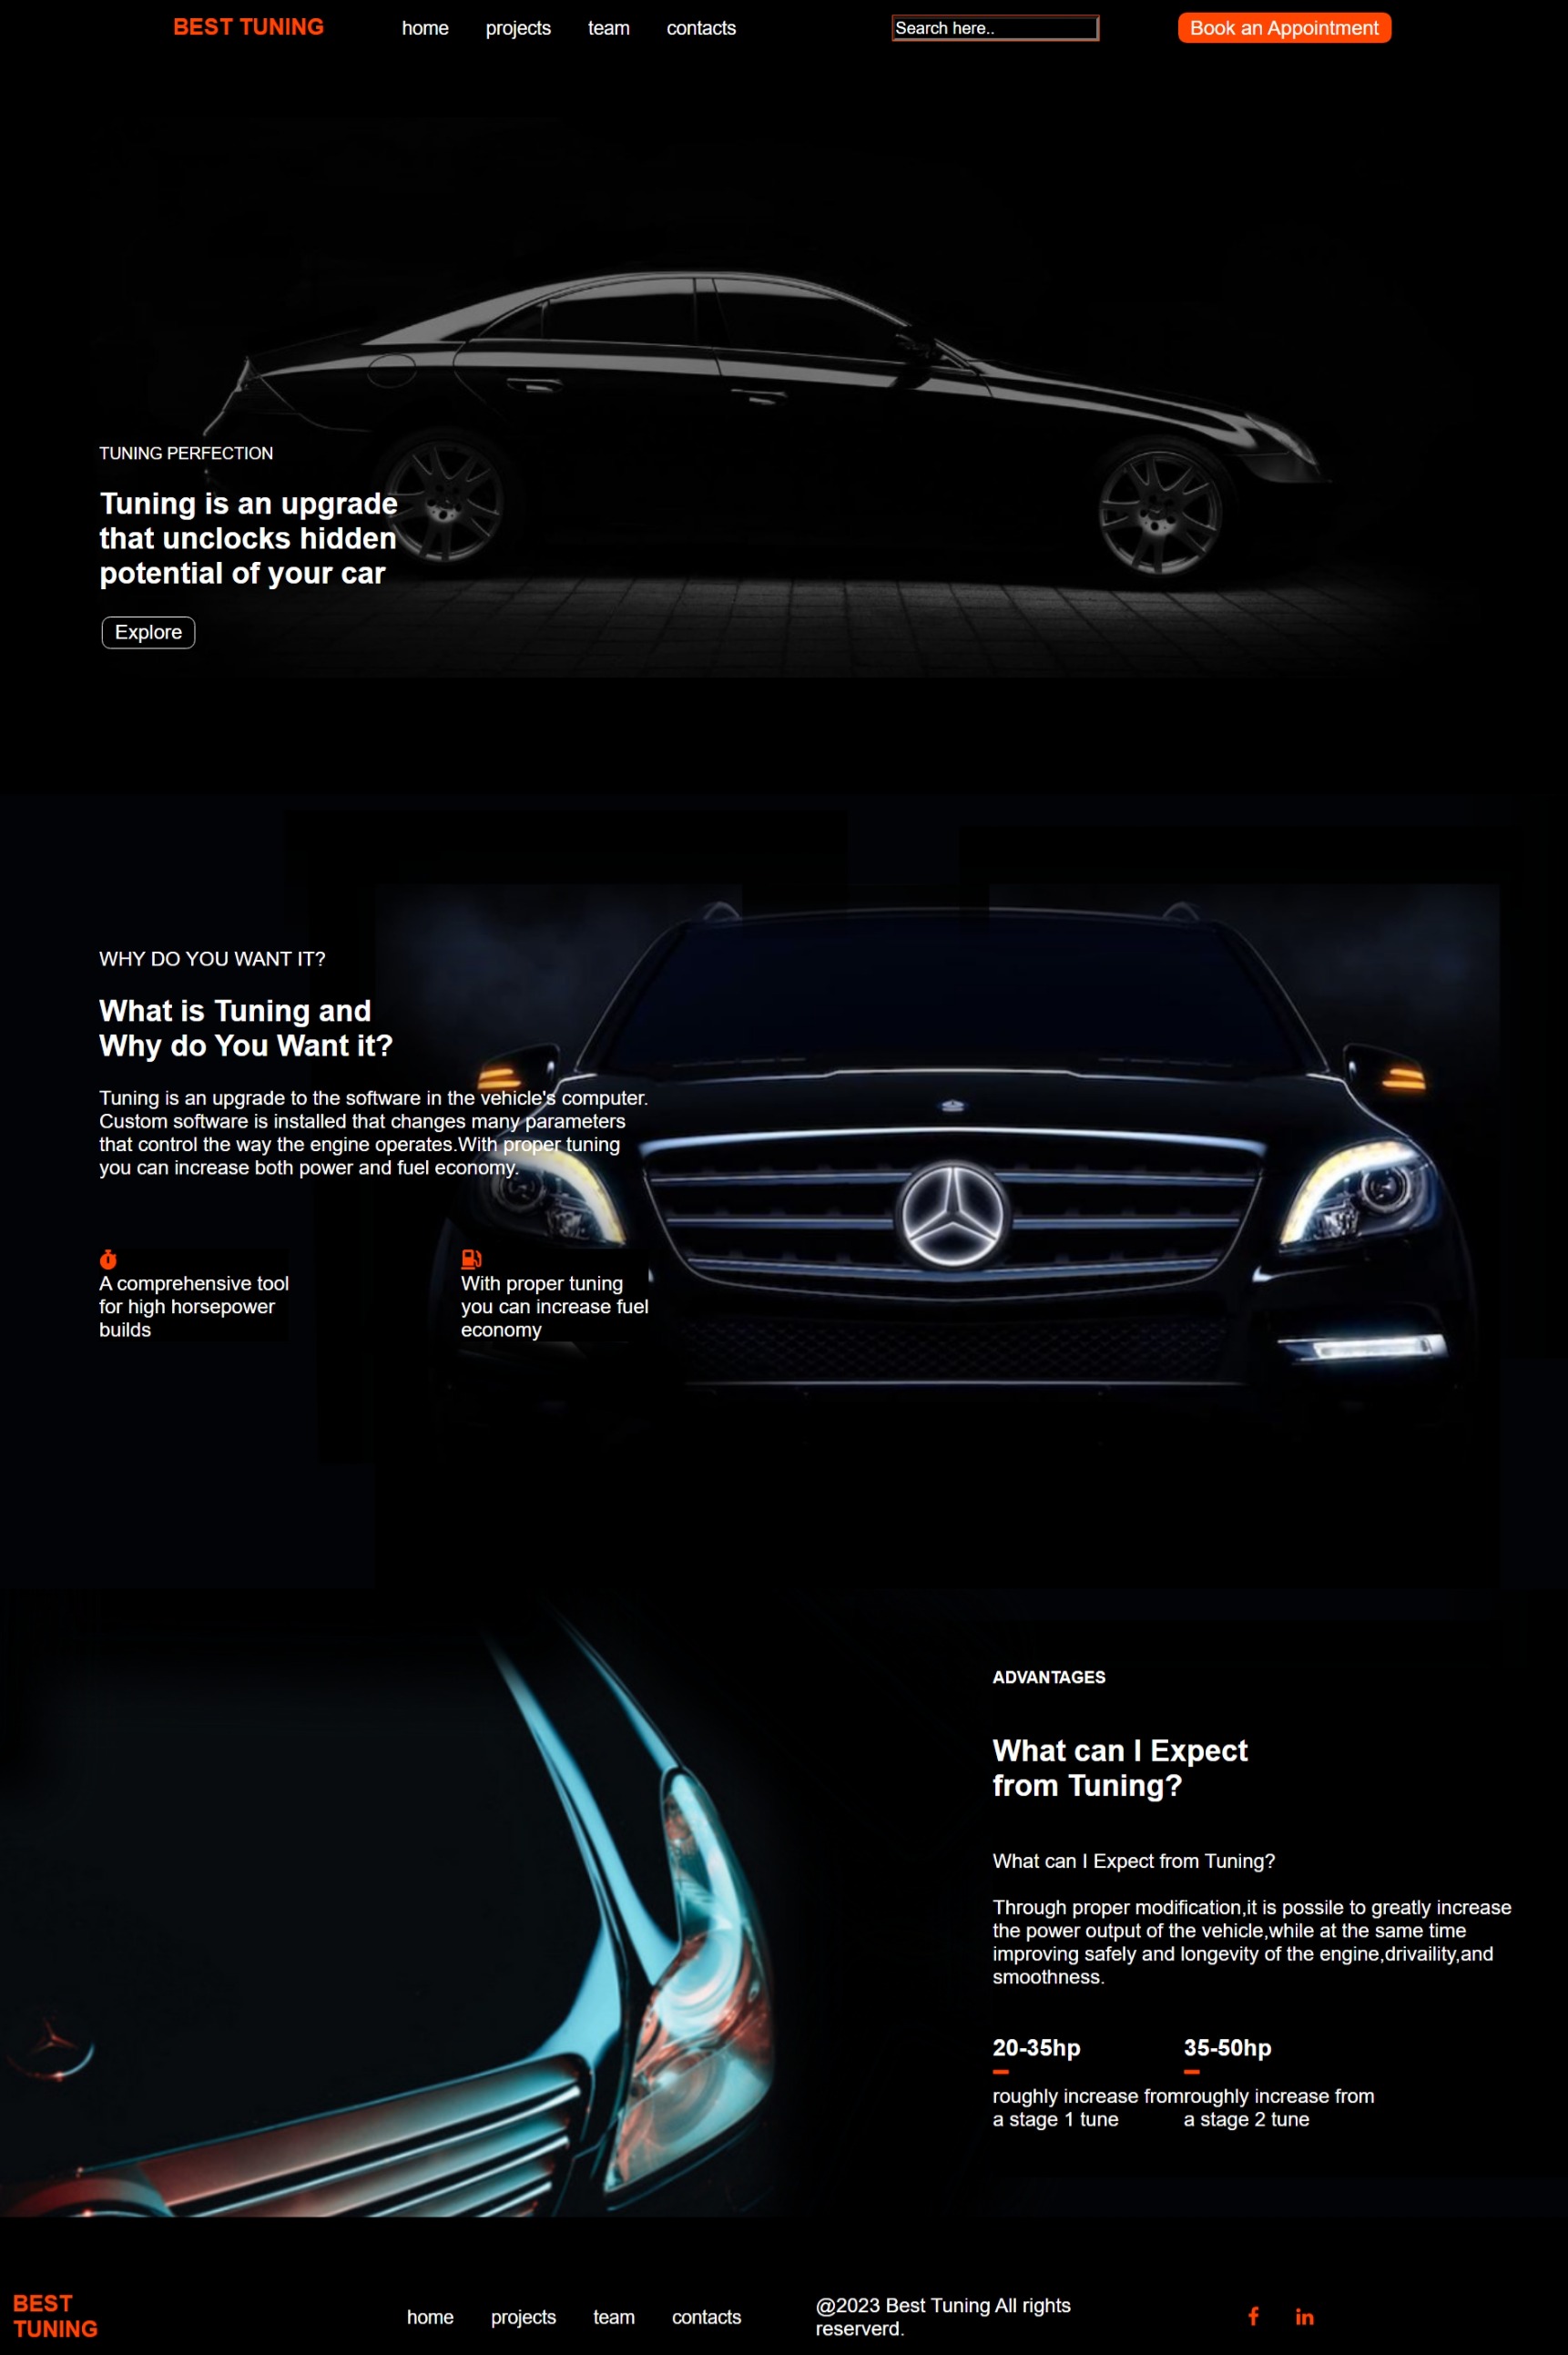 BEST TUNING
home projects team contacts
Search here..
Book an Appointment
TUNING PERFECTION
Tuning is an upgrade
that unclocks hidden
potential of your car
Explore
WHY DO YOU WANT IT?
What is Tuning and
Why do You Want it?
Tuning is an upgrade to the software in the vehicle's computer.
Custom software is installed that changes many parameters
that control the way the engine operates.With proper tuning
you can increase both power and fuel economy.
A comprehensive tool
for high horsepower
builds
With proper tuning
you can increase fuel
economy
ADVANTAGES
What can I Expect
from Tuning?
What can I Expect from Tuning?
Through proper modification,it is possile to greatly increase
the power output of the vehicle,while at the same time
improving safely and longevity of the engine,drivaility,and
smoothness.
20-35hp
roughly increase from
a stage 1 tune
35-50hp
roughly increase from
a stage 2 tune
BEST
TUNING
home projects team contacts
@2023 Best Tuning All rights
reserverd.